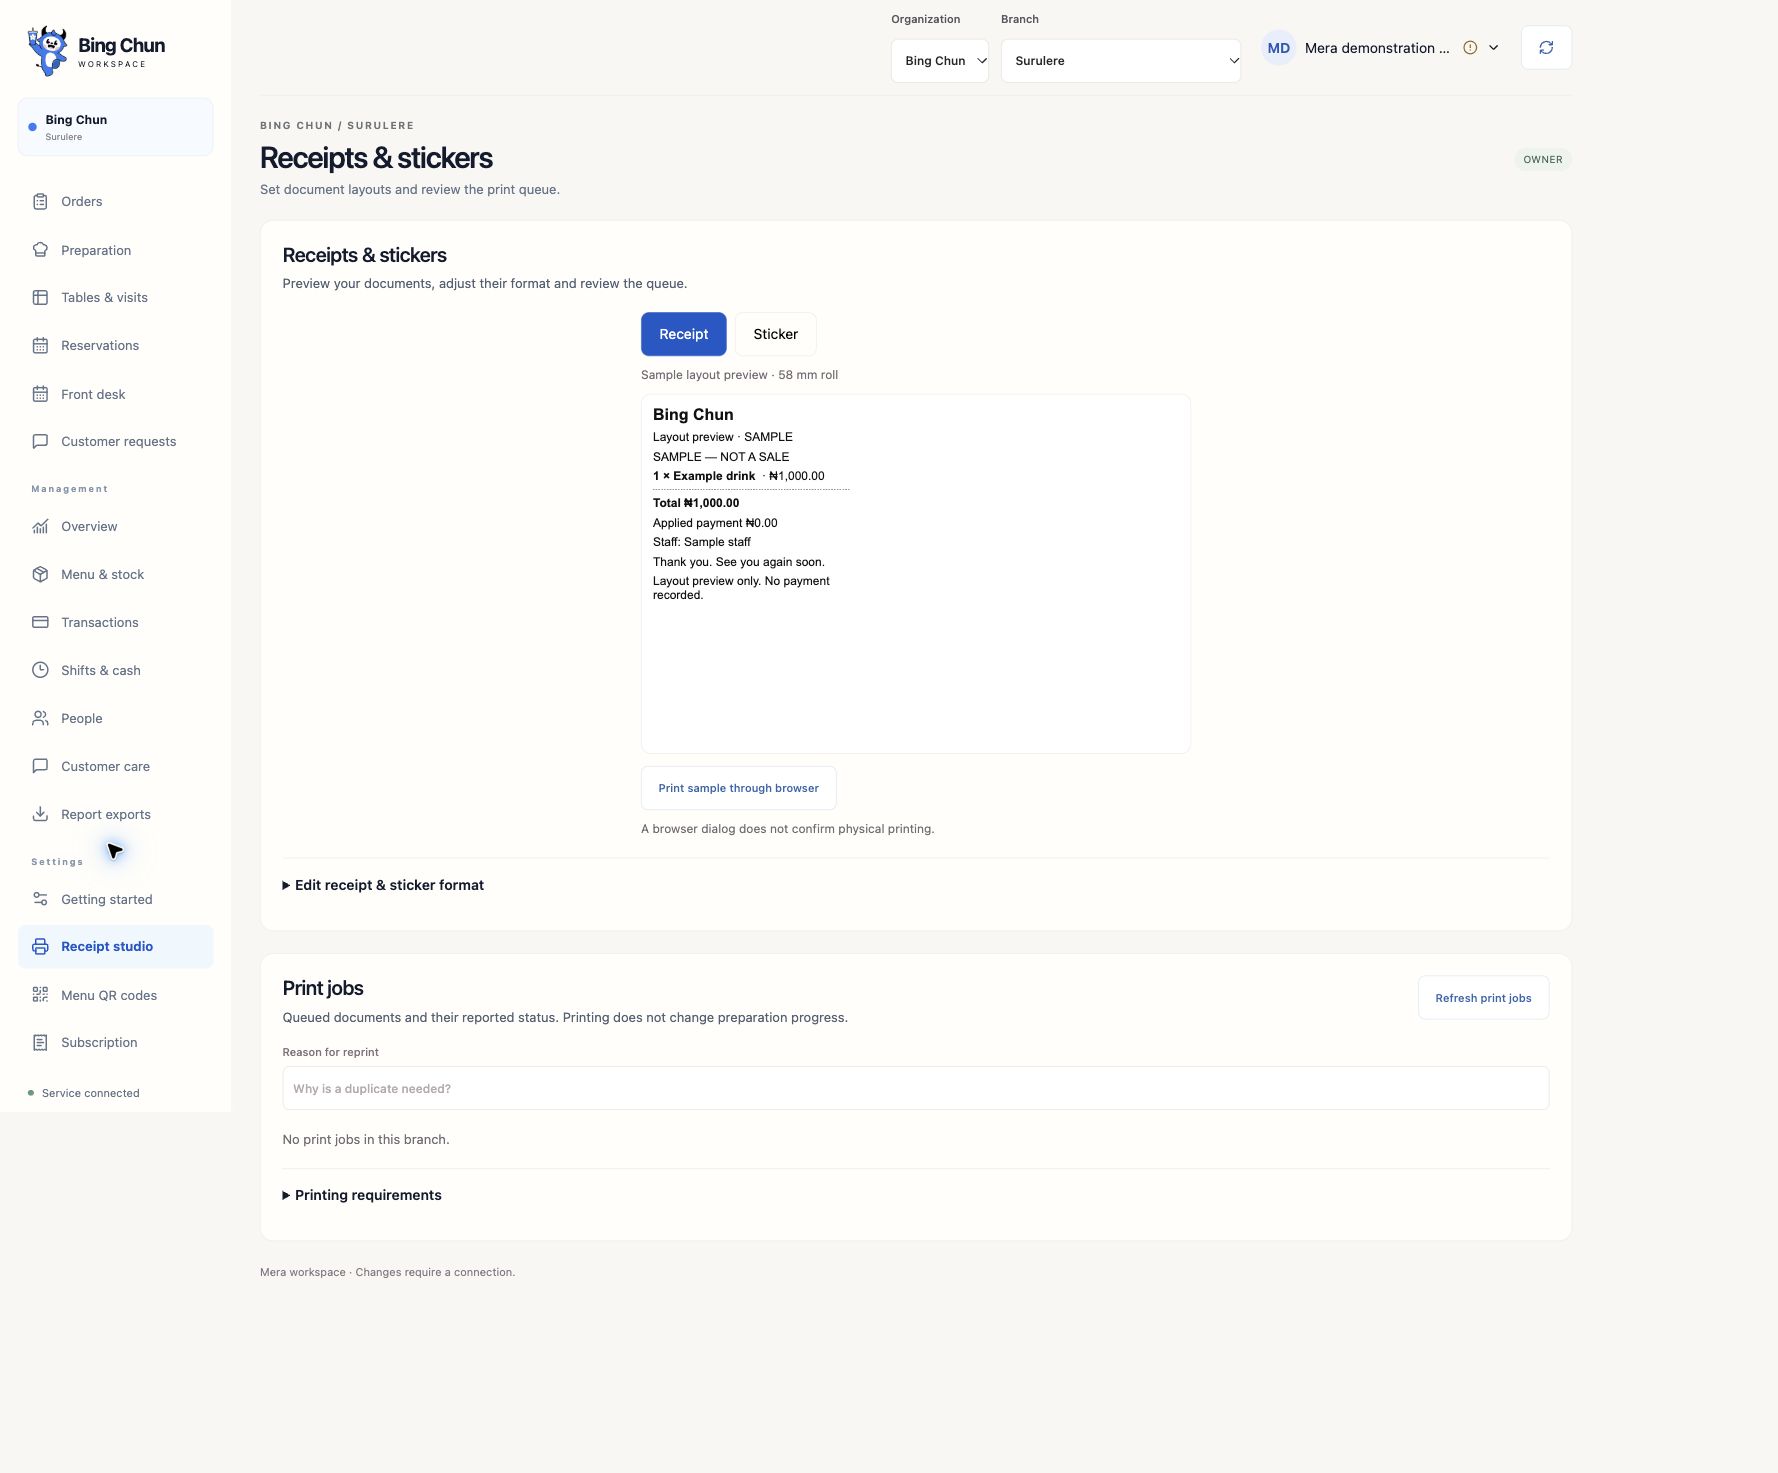 Bing Chun
WORKSPACE
Organization
Branch
Bing Chun
Surulere
MD
Mera demonstration ...
Bing Chun
Surulere
Orders
Preparation
Tables & visits
Reservations
Front desk
Customer requests
Management
Overview
Menu & stock
Transactions
Shifts & cash
People
Customer care
Report exports
Settings
Getting started
Receipt studio
Menu QR codes
Subscription
Service connected
BING CHUN / SURULERE
Receipts & stickers
OWNER
Set document layouts and review the print queue.
Receipts & stickers
Preview your documents, adjust their format and review the queue.
Receipt
Sticker
Sample layout preview · 58 mm roll
Bing Chun
Layout preview · SAMPLE
SAMPLE — NOT A SALE
1 × Example drink · ₦1,000.00
Total ₦1,000.00
Applied payment ₦0.00
Staff: Sample staff
Thank you. See you again soon.
Layout preview only. No payment
recorded.
Print sample through browser
A browser dialog does not confirm physical printing.
Edit receipt & sticker format
Print jobs
Refresh print jobs
Queued documents and their reported status. Printing does not change preparation progress.
Reason for reprint
Why is a duplicate needed?
No print jobs in this branch.
Printing requirements
Mera workspace · Changes require a connection.